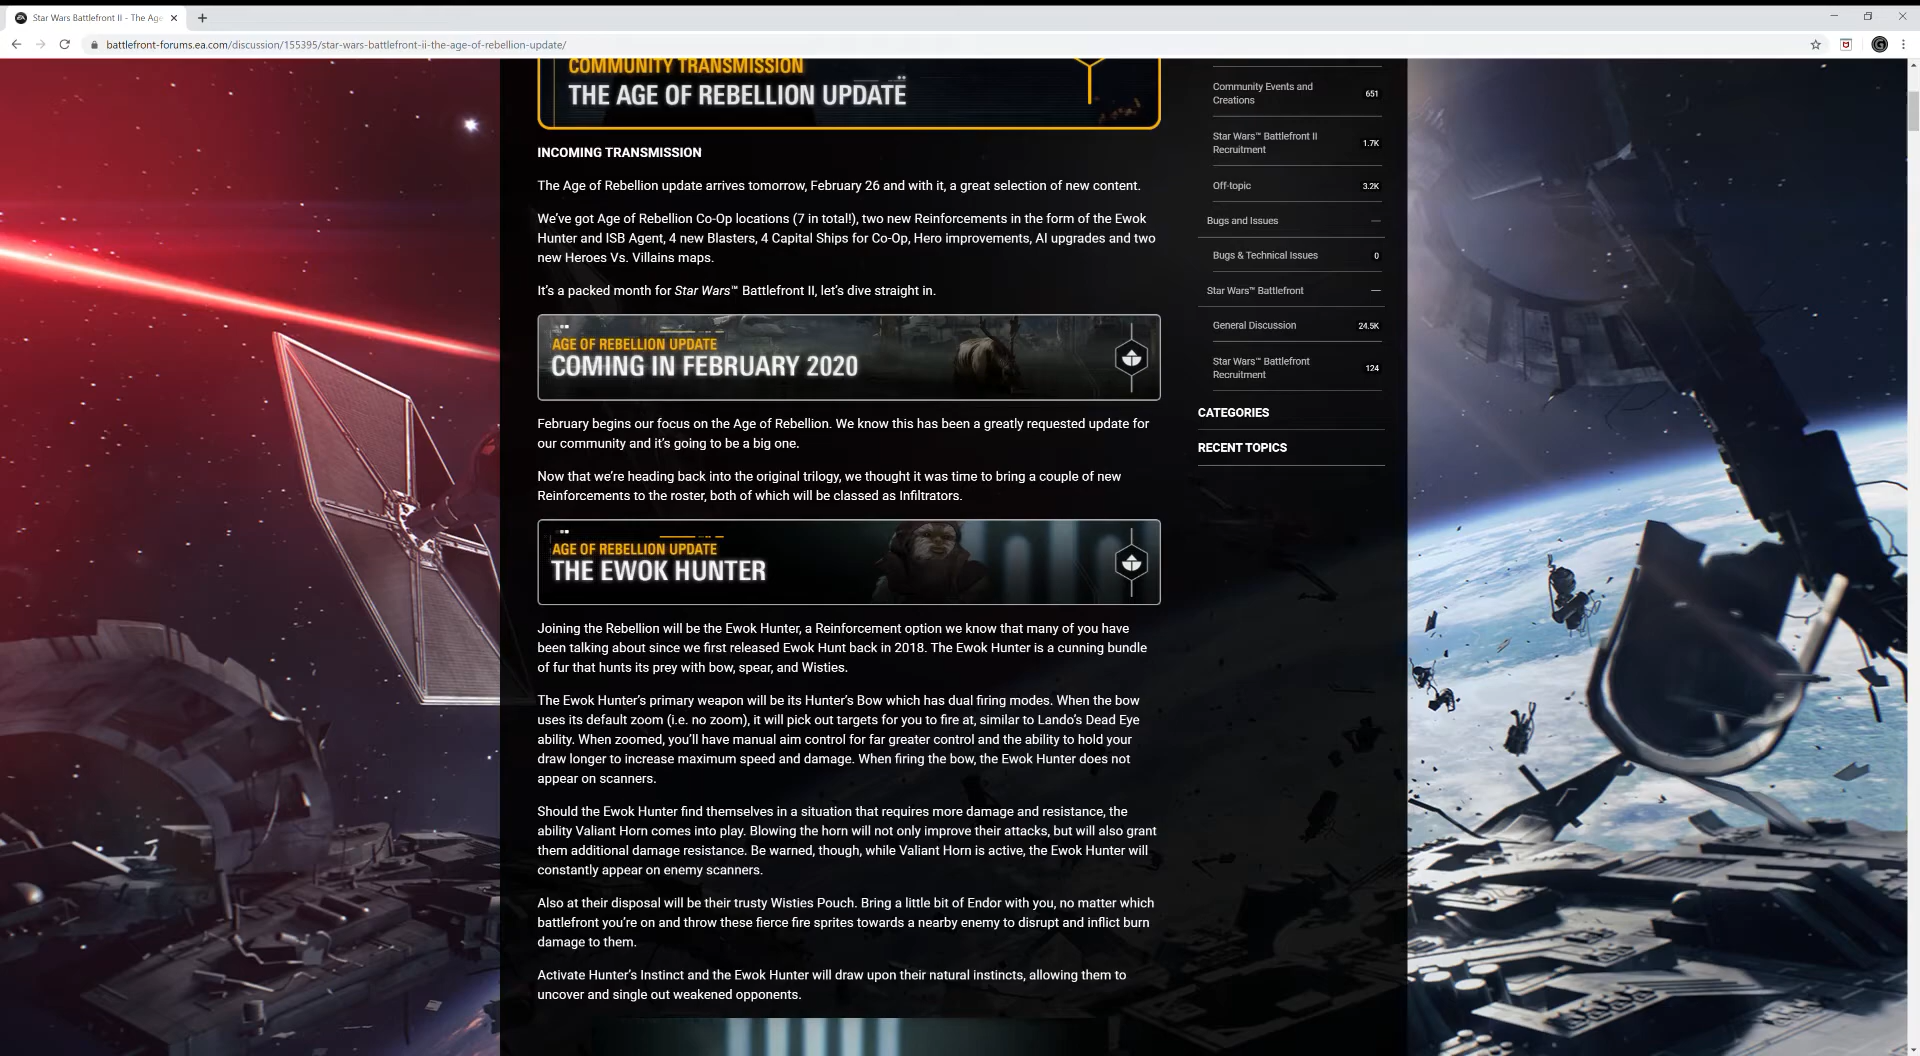 Star Wars Battlefront II - The Age
battlefront-forums.ea.com/discussion/155395/star-wars-battlefront-ii-the-age-of-rebellion-update/
COMMUNITY TRANSMISSION
THE AGE OF REBELLION UPDATE
INCOMING TRANSMISSION
The Age of Rebellion update arrives tomorrow, February 26 and with it, a great selection of new content.
We've got Age of Rebellion Co-Op locations (7 in total!), two new Reinforcements in the form of the Ewok
Hunter and ISB Agent, 4 new Blasters, 4 Capital Ships for Co-Op, Hero improvements, AI upgrades and two
new Heroes Vs. Villains maps.
It's a packed month for Star Wars™ Battlefront II, let's dive straight in.
AGE OF REBELLION UPDATE
COMING IN FEBRUARY 2020
February begins our focus on the Age of Rebellion. We know this has been a greatly requested update for
our community and it's going to be a big one.
Now that we're heading back into the original trilogy, we thought it was time to bring a couple of new
Reinforcements to the roster, both of which will be classed as Infiltrators.
AGE OF REBELLION UPDATE
THE EWOK HUNTER
Joining the Rebellion will be the Ewok Hunter, a Reinforcement option we know that many of you have
been talking about since we first released Ewok Hunt back in 2018. The Ewok Hunter is a cunning bundle
of fur that hunts its prey with bow, spear, and Wisties.
The Ewok Hunter's primary weapon will be its Hunter's Bow which has dual firing modes. When the bow
uses its default zoom (i.e. no zoom), it will pick out targets for you to fire at, similar to Lando's Dead Eye
ability. When zoomed, you'll have manual aim control for far greater control and the ability to hold your
draw longer to increase maximum speed and damage. When firing the bow, the Ewok Hunter does not
appear on scanners.
Should the Ewok Hunter find themselves in a situation that requires more damage and resistance, the
ability Valiant Horn comes into play. Blowing the horn will not only improve their attacks, but will also grant
them additional damage resistance. Be warned, though, while Valiant Horn is active, the Ewok Hunter will
constantly appear on enemy scanners.
Also at their disposal will be their trusty Wisties Pouch. Bring a little bit of Endor with you, no matter which
battlefront you're on and throw these fierce fire sprites towards a nearby enemy to disrupt and inflict burn
damage to them.
Activate Hunter's Instinct and the Ewok Hunter will draw upon their natural instincts, allowing them to
uncover and single out weakened opponents.
Community Events and
Creations
651
Star Wars™ Battlefront II
Recruitment
1.7K
Off-topic 3.2K
Bugs and Issues —
Bugs & Technical Issues 0
Star Wars™ Battlefront —
General Discussion 24.5K
Star Wars™ Battlefront
Recruitment
124
CATEGORIES
RECENT TOPICS